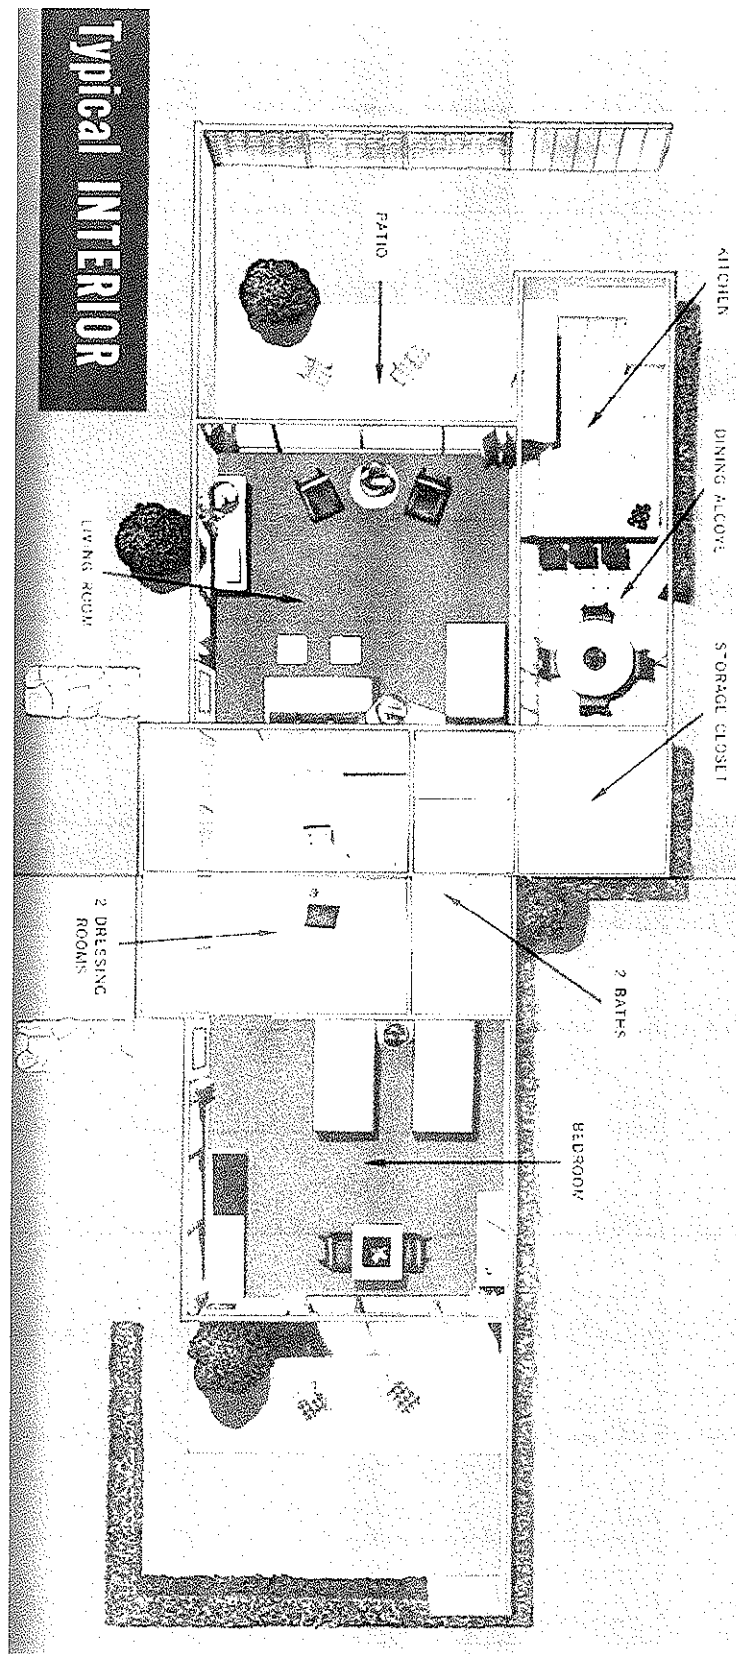 Typical INTERIOR
PATIO
KITCHEN
DINING ALCOVE
STORAGE CLOSET
LIVING ROOM
2 DRESSING
ROOMS
2 BATHS
BEDROOM